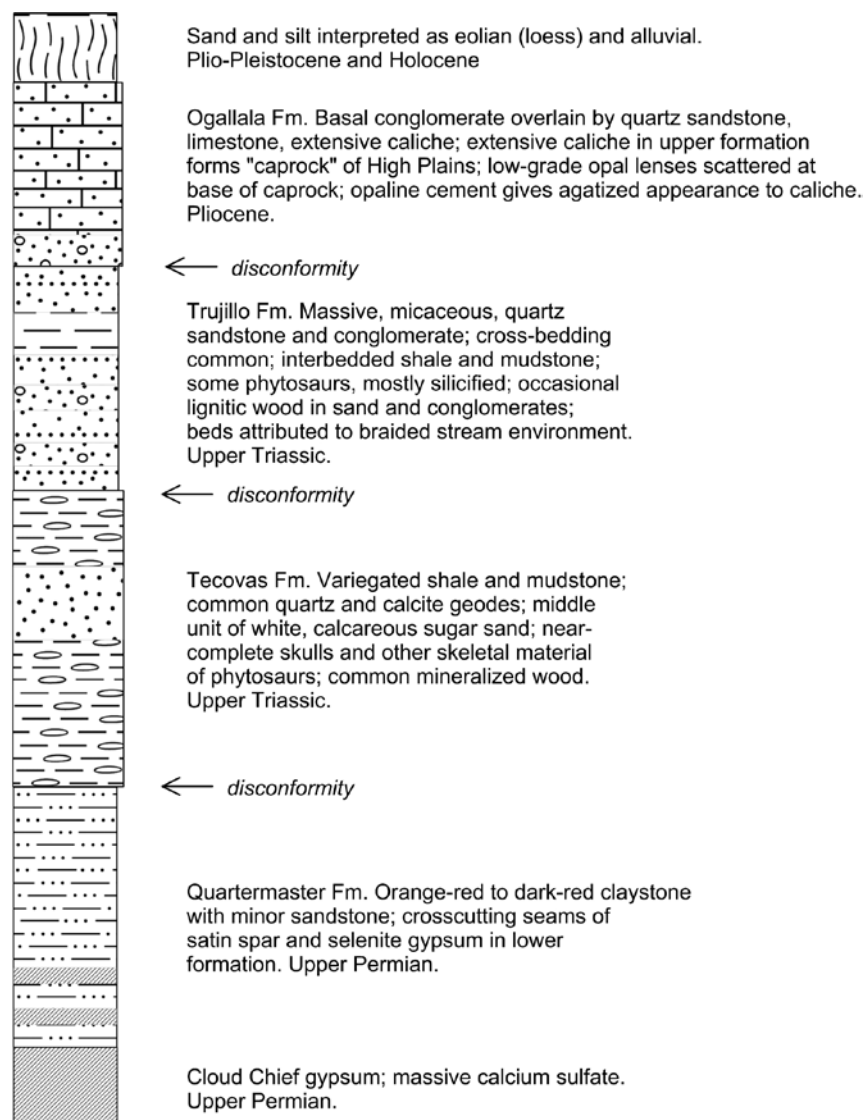 Sand and silt interpreted as eolian (loess) and alluvial.
Plio-Pleistocene and Holocene
Ogallala Fm. Basal conglomerate overlain by quartz sandstone,
limestone, extensive caliche; extensive caliche in upper formation
forms "caprock" of High Plains; low-grade opal lenses scattered at
base of caprock; opaline cement gives agatized appearance to caliche.
Pliocene.
disconformity
Trujillo Fm. Massive, micaceous, quartz
sandstone and conglomerate; cross-bedding
common; interbedded shale and mudstone;
some phytosaurs, mostly silicified; occasional
lignitic wood in sand and conglomerates;
beds attributed to braided stream environment.
Upper Triassic.
disconformity
Tecovas Fm. Variegated shale and mudstone;
common quartz and calcite geodes; middle
unit of white, calcareous sugar sand; near-
complete skulls and other skeletal material
of phytosaurs; common mineralized wood.
Upper Triassic.
disconformity
Quartermaster Fm. Orange-red to dark-red claystone
with minor sandstone; crosscutting seams of
satin spar and selenite gypsum in lower
formation. Upper Permian.
Cloud Chief gypsum; massive calcium sulfate.
Upper Permian.